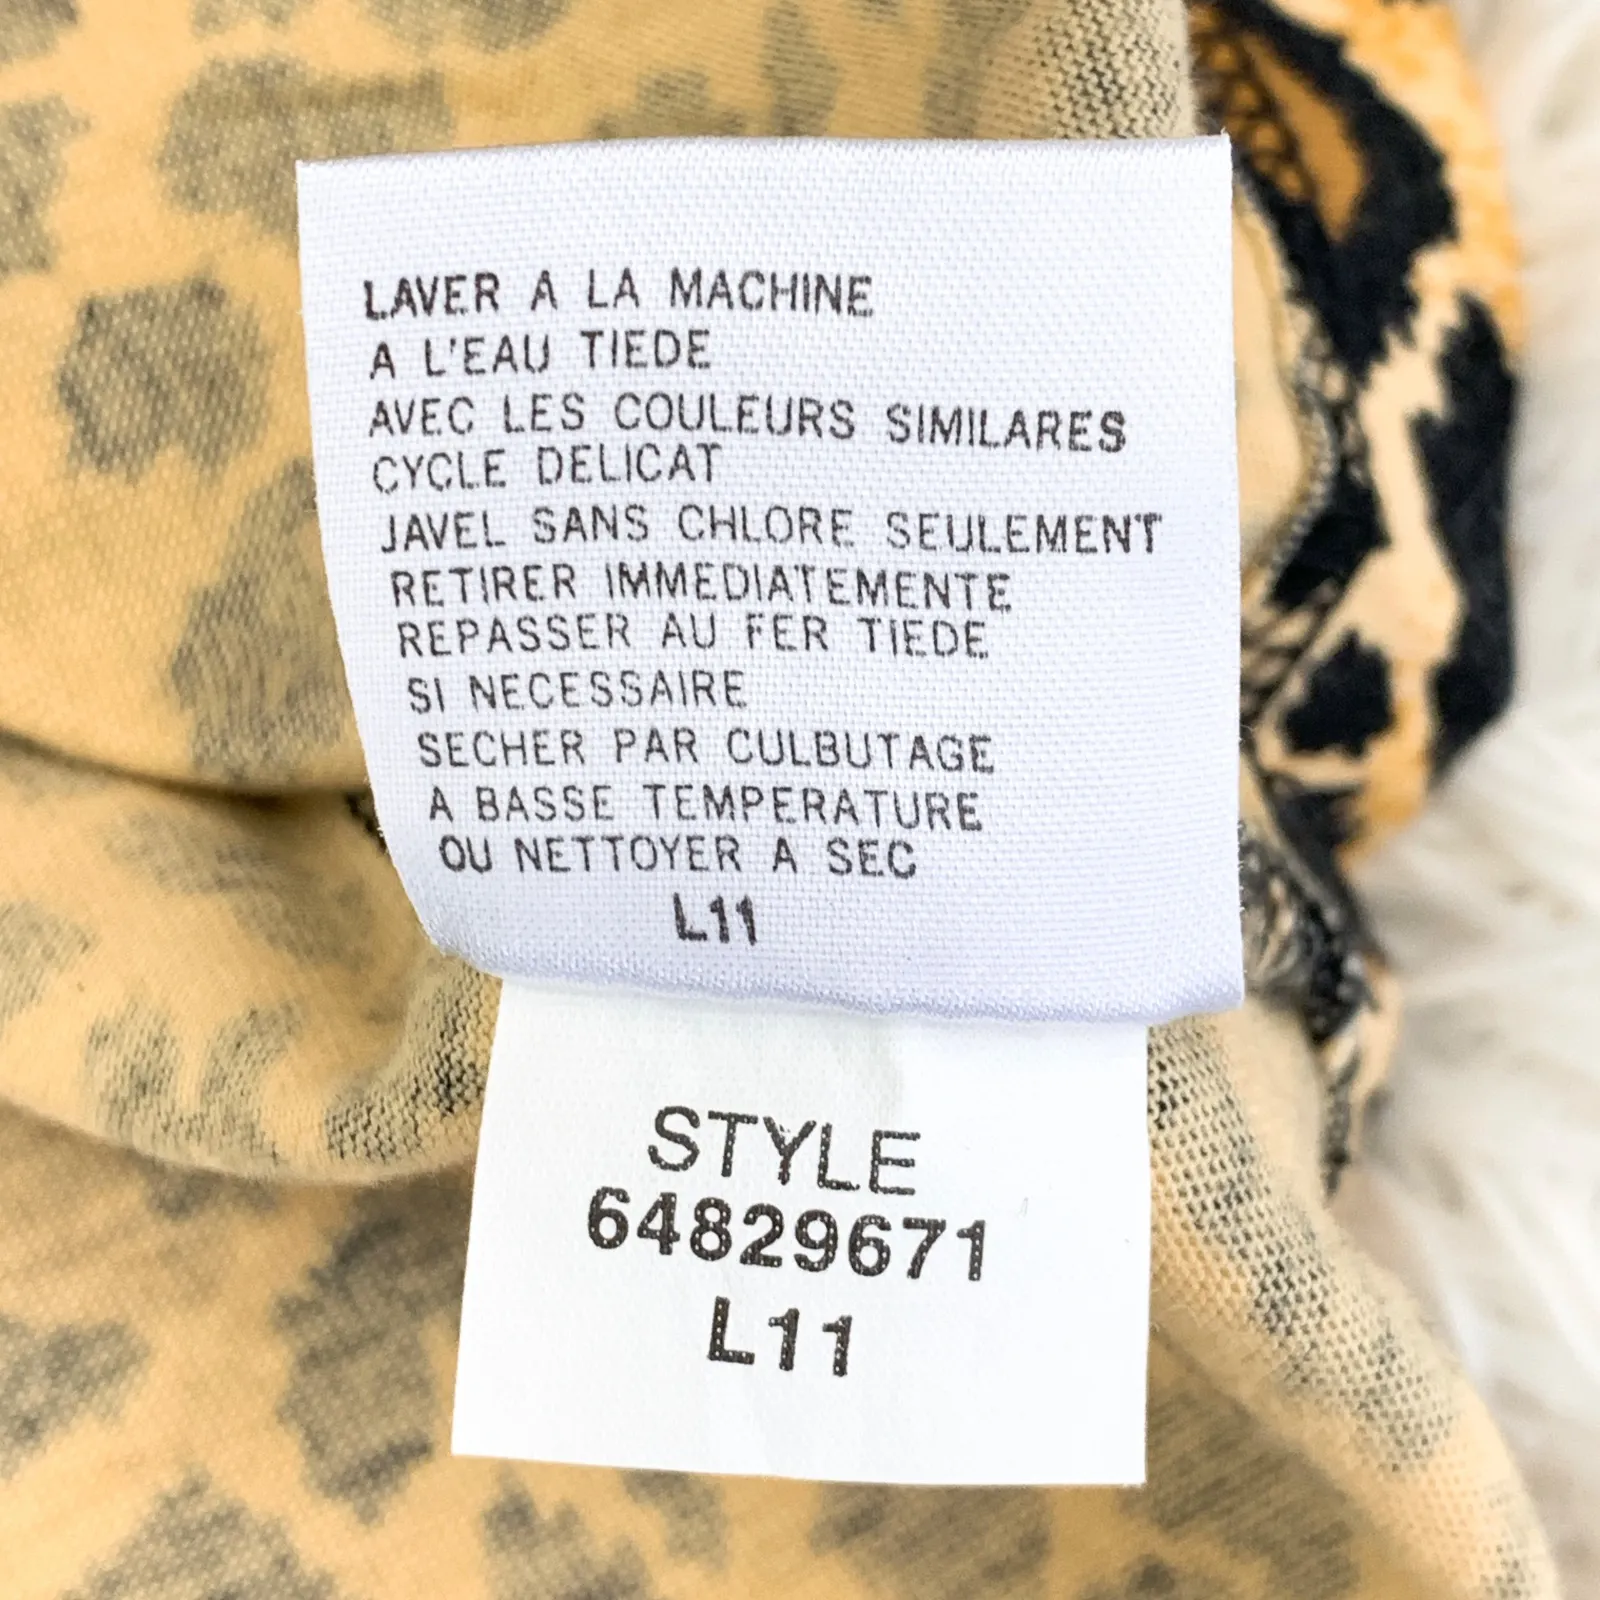 LAVER A LA MACHINE
A L'EAU TIEDE
AVEC LES COULEURS SIMILARES
CYCLE DELICAT
JAVEL SANS CHLORE SEULEMENT
RETIRER IMMEDIATEMENTE
REPASSER AU FER TIEDE
SI NECESSAIRE
SECHER PAR CULBUTAGE
A BASSE TEMPERATURE
OU NETTOYER A SEC
L11
STYLE
64829671
L11